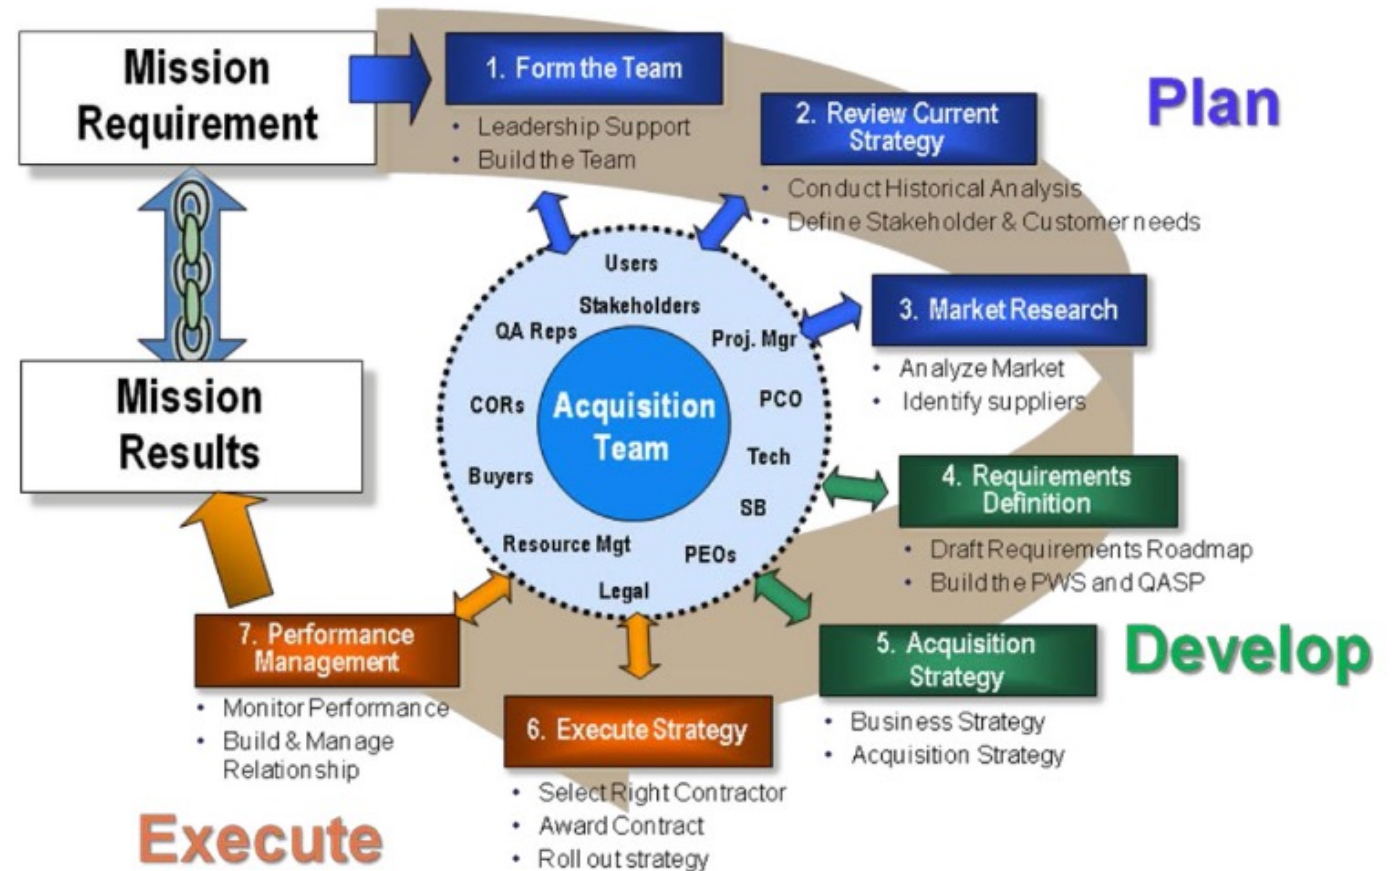 Mission
Requirement
1. Form the Team
• Leadership Support
• Build the Team
2. Review Current
Strategy
• Conduct Historical Analysis
• Define Stakeholder & Customer needs
Plan
3. Market Research
• Analyze Market
• Identify suppliers
4. Requirements
Definition
• Draft Requirements Roadmap
• Build the PWS and QASP
Develop
5. Acquisition
Strategy
• Business Strategy
• Acquisition Strategy
6. Execute Strategy
• Select Right Contractor
• Award Contract
• Roll out strategy
7. Performance
Management
• Monitor Performance
• Build & Manage
Relationship
Execute
Mission
Results
Acquisition
Team
Users
Stakeholders
QA Reps
Proj. Mgr
CORs
PCO
Tech
Buyers
SB
Resource Mgt
PEOs
Legal